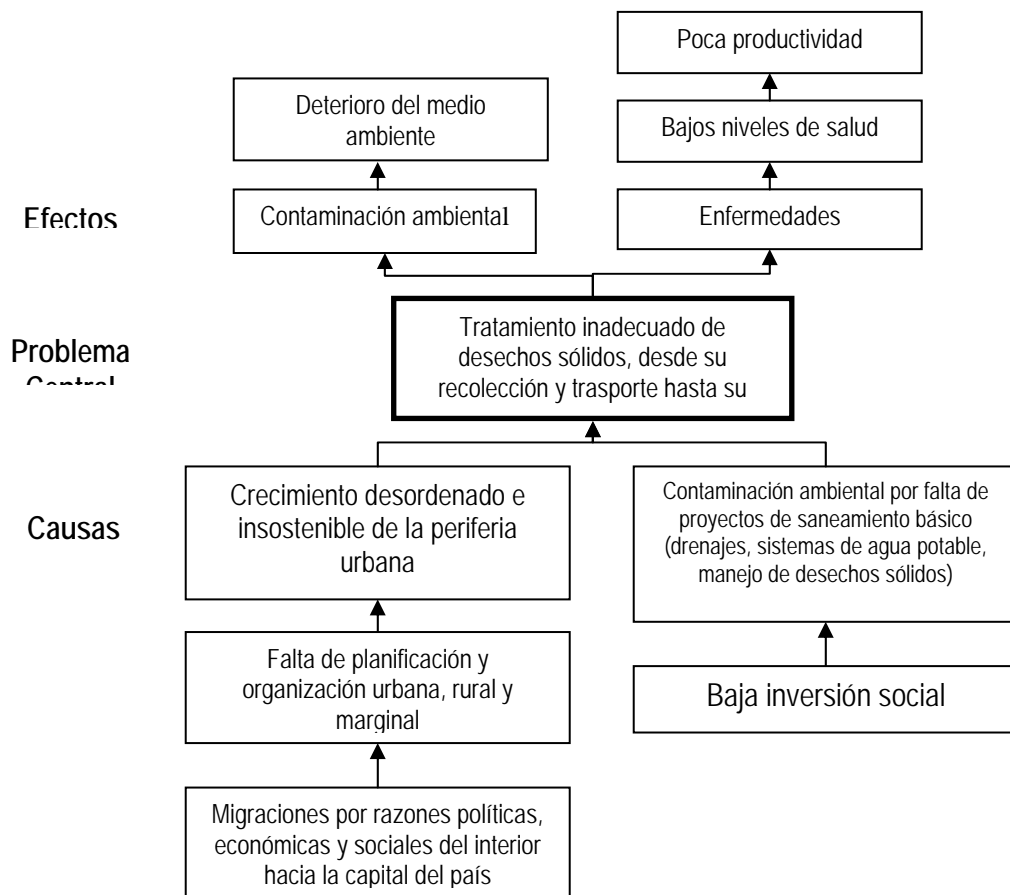 Poca productividad
Deterioro del medio
ambiente
Bajos niveles de salud
Efectos
Contaminación ambiental
Enfermedades
Problema
Central
Tratamiento inadecuado de
desechos sólidos, desde su
recolección y trasporte hasta su
Causas
Crecimiento desordenado e
insostenible de la periferia
urbana
Contaminación ambiental por falta de
proyectos de saneamiento básico
(drenajes, sistemas de agua potable,
manejo de desechos sólidos)
Falta de planificación y
organización urbana, rural y
marginal
Baja inversión social
Migraciones por razones políticas,
económicas y sociales del interior
hacia la capital del país